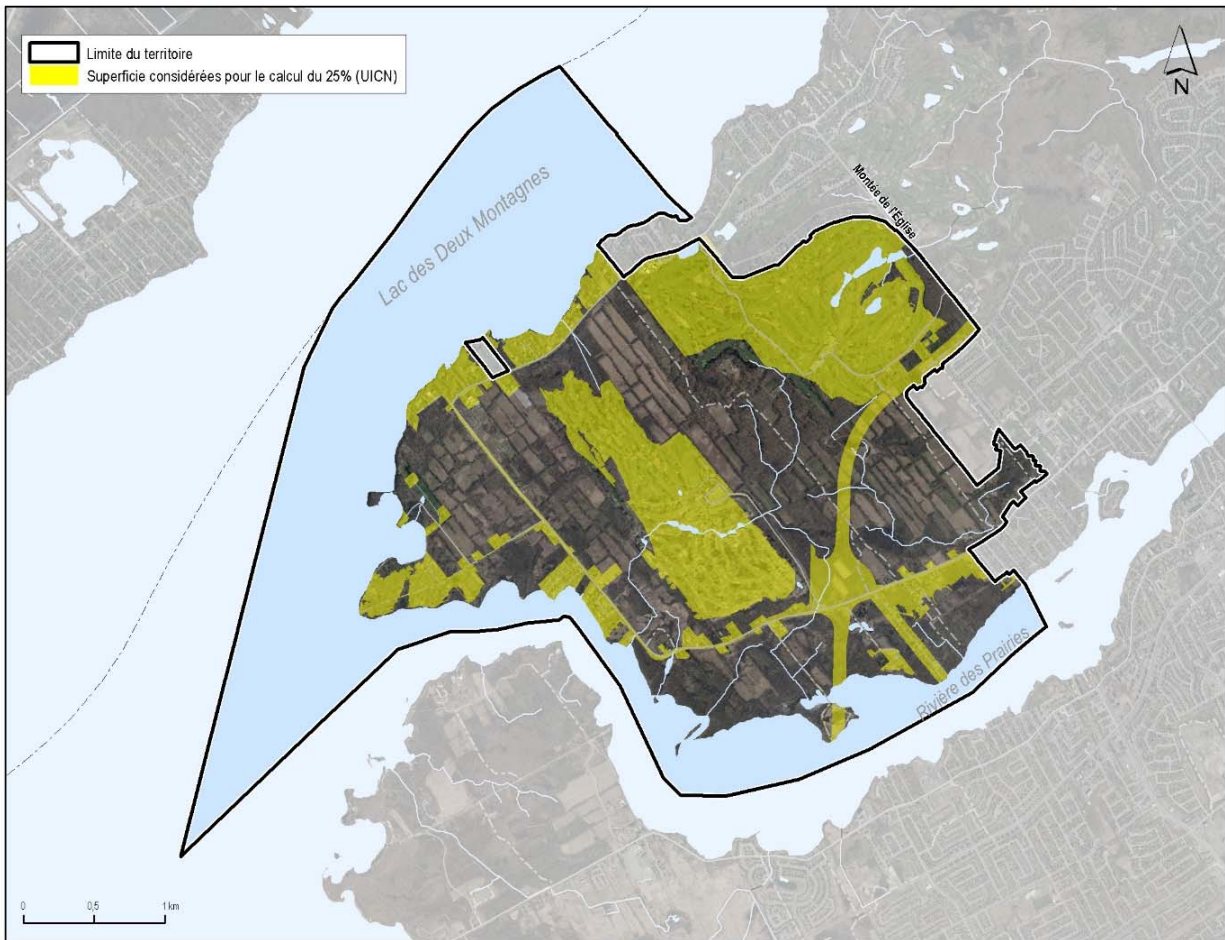 Limite du territoire
Superficie considérées pour le calcul du 25% (UICN)
N
Montée de l'Église
Lac des Deux Montagnes
Rivière des Prairies
0 0,5 1 km